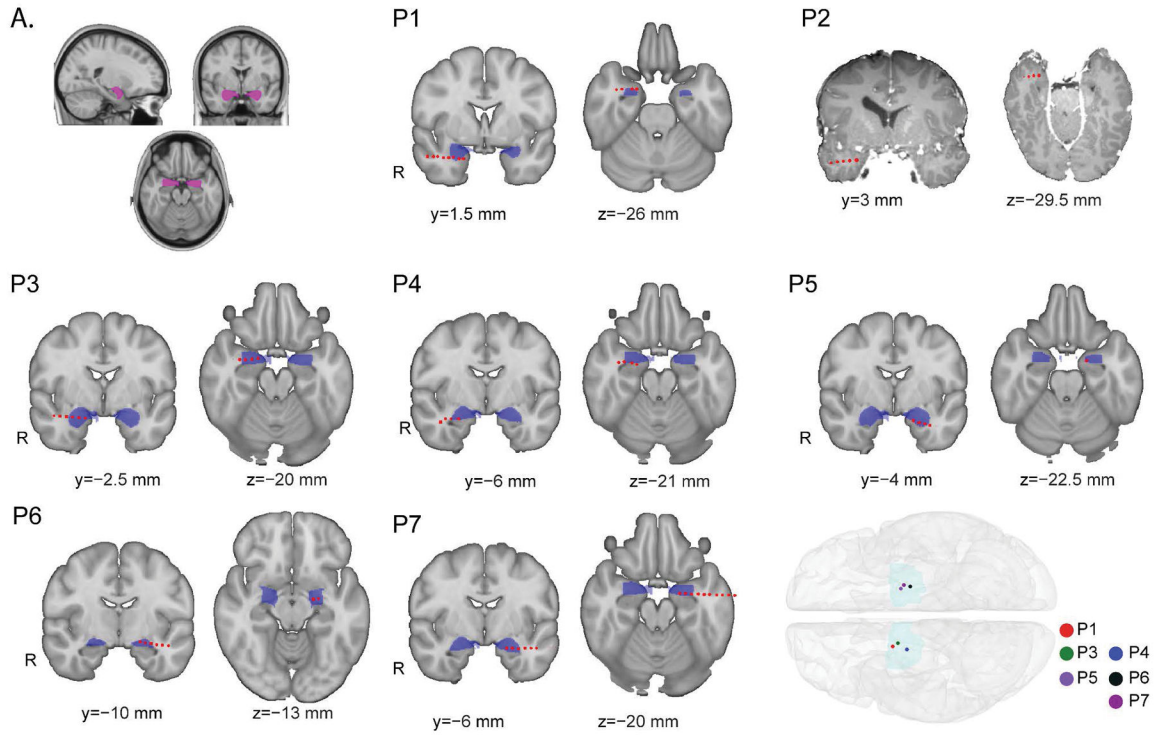 A.
P1
P2
R
y=1.5 mm
z=−26 mm
y=3 mm
z=−29.5 mm
P3
P4
P5
R
R
R
y=−2.5 mm
z=−20 mm
y=−6 mm
z=−21 mm
y=−4 mm
z=−22.5 mm
P6
P7
R
R
y=−10 mm
z=−13 mm
y=−6 mm
z=−20 mm
P1
P3
P4
P5
P6
P7